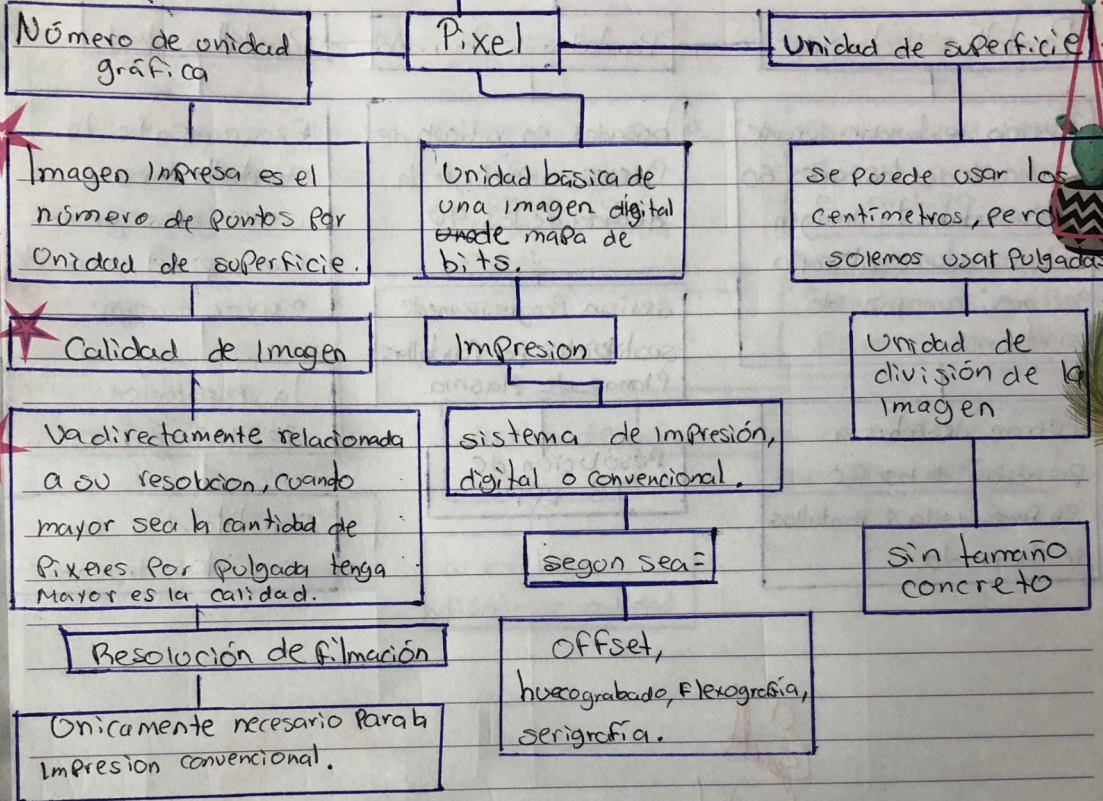 Número de unidad
gráfica
Pixel
Unidad de superficie
Imagen Impresa es el
número de puntos por
Unidad de superficie.
Calidad de Imagen
Va directamente relacionada
a su resolucion, cuando
mayor sea la cantidad de
Pixeres Por pulgada tenga
Mayor es la calidad.
Resolución de filmación
Unicamente necesario Para la
Impresion convencional.
Unidad básica de
una imagen digital
mapa de
bits.
Impresion
sistema de Impresión,
digital o convencional.
segun sea=
offset,
huecograbado, Flexografía,
serigrafía.
se puede usar los
Centímetros, pero
solemos usar Pulgada
Unidad de
división de la
Imagen
sin tamaño
concreto